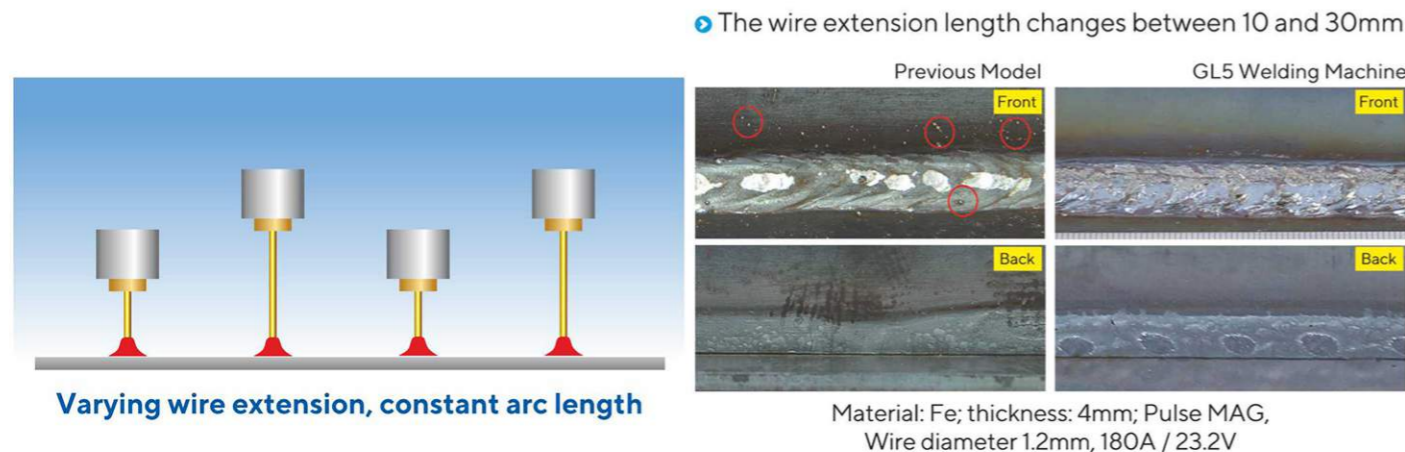 The wire extension length changes between 10 and 30mm
Previous Model
GL5 Welding Machine
Front
Front
Back
Back
Varying wire extension, constant arc length
Material: Fe; thickness: 4mm; Pulse MAG,
Wire diameter 1.2mm, 180A / 23.2V